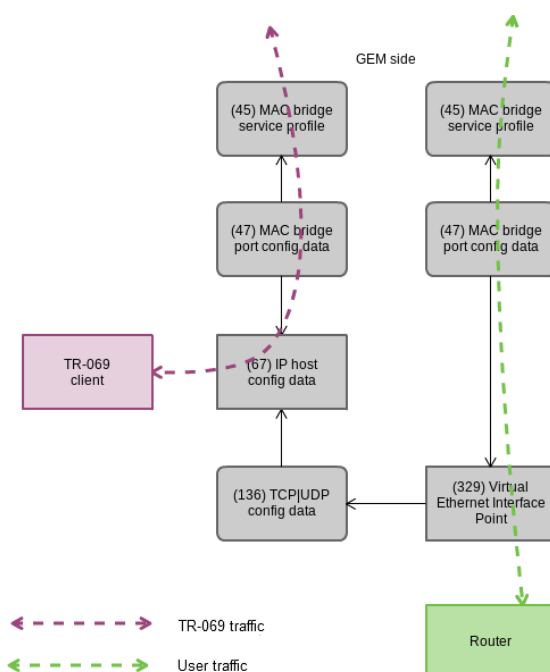 GEM side
(45) MAC bridge
service profile
(45) MAC bridge
service profile
(47) MAC bridge
port config data
(47) MAC bridge
port config data
TR-069
client
(67) IP host
config data
(136) TCP|UDP
config data
(329) Virtual
Ethernet Interface
Point
TR-069 traffic
User traffic
Router